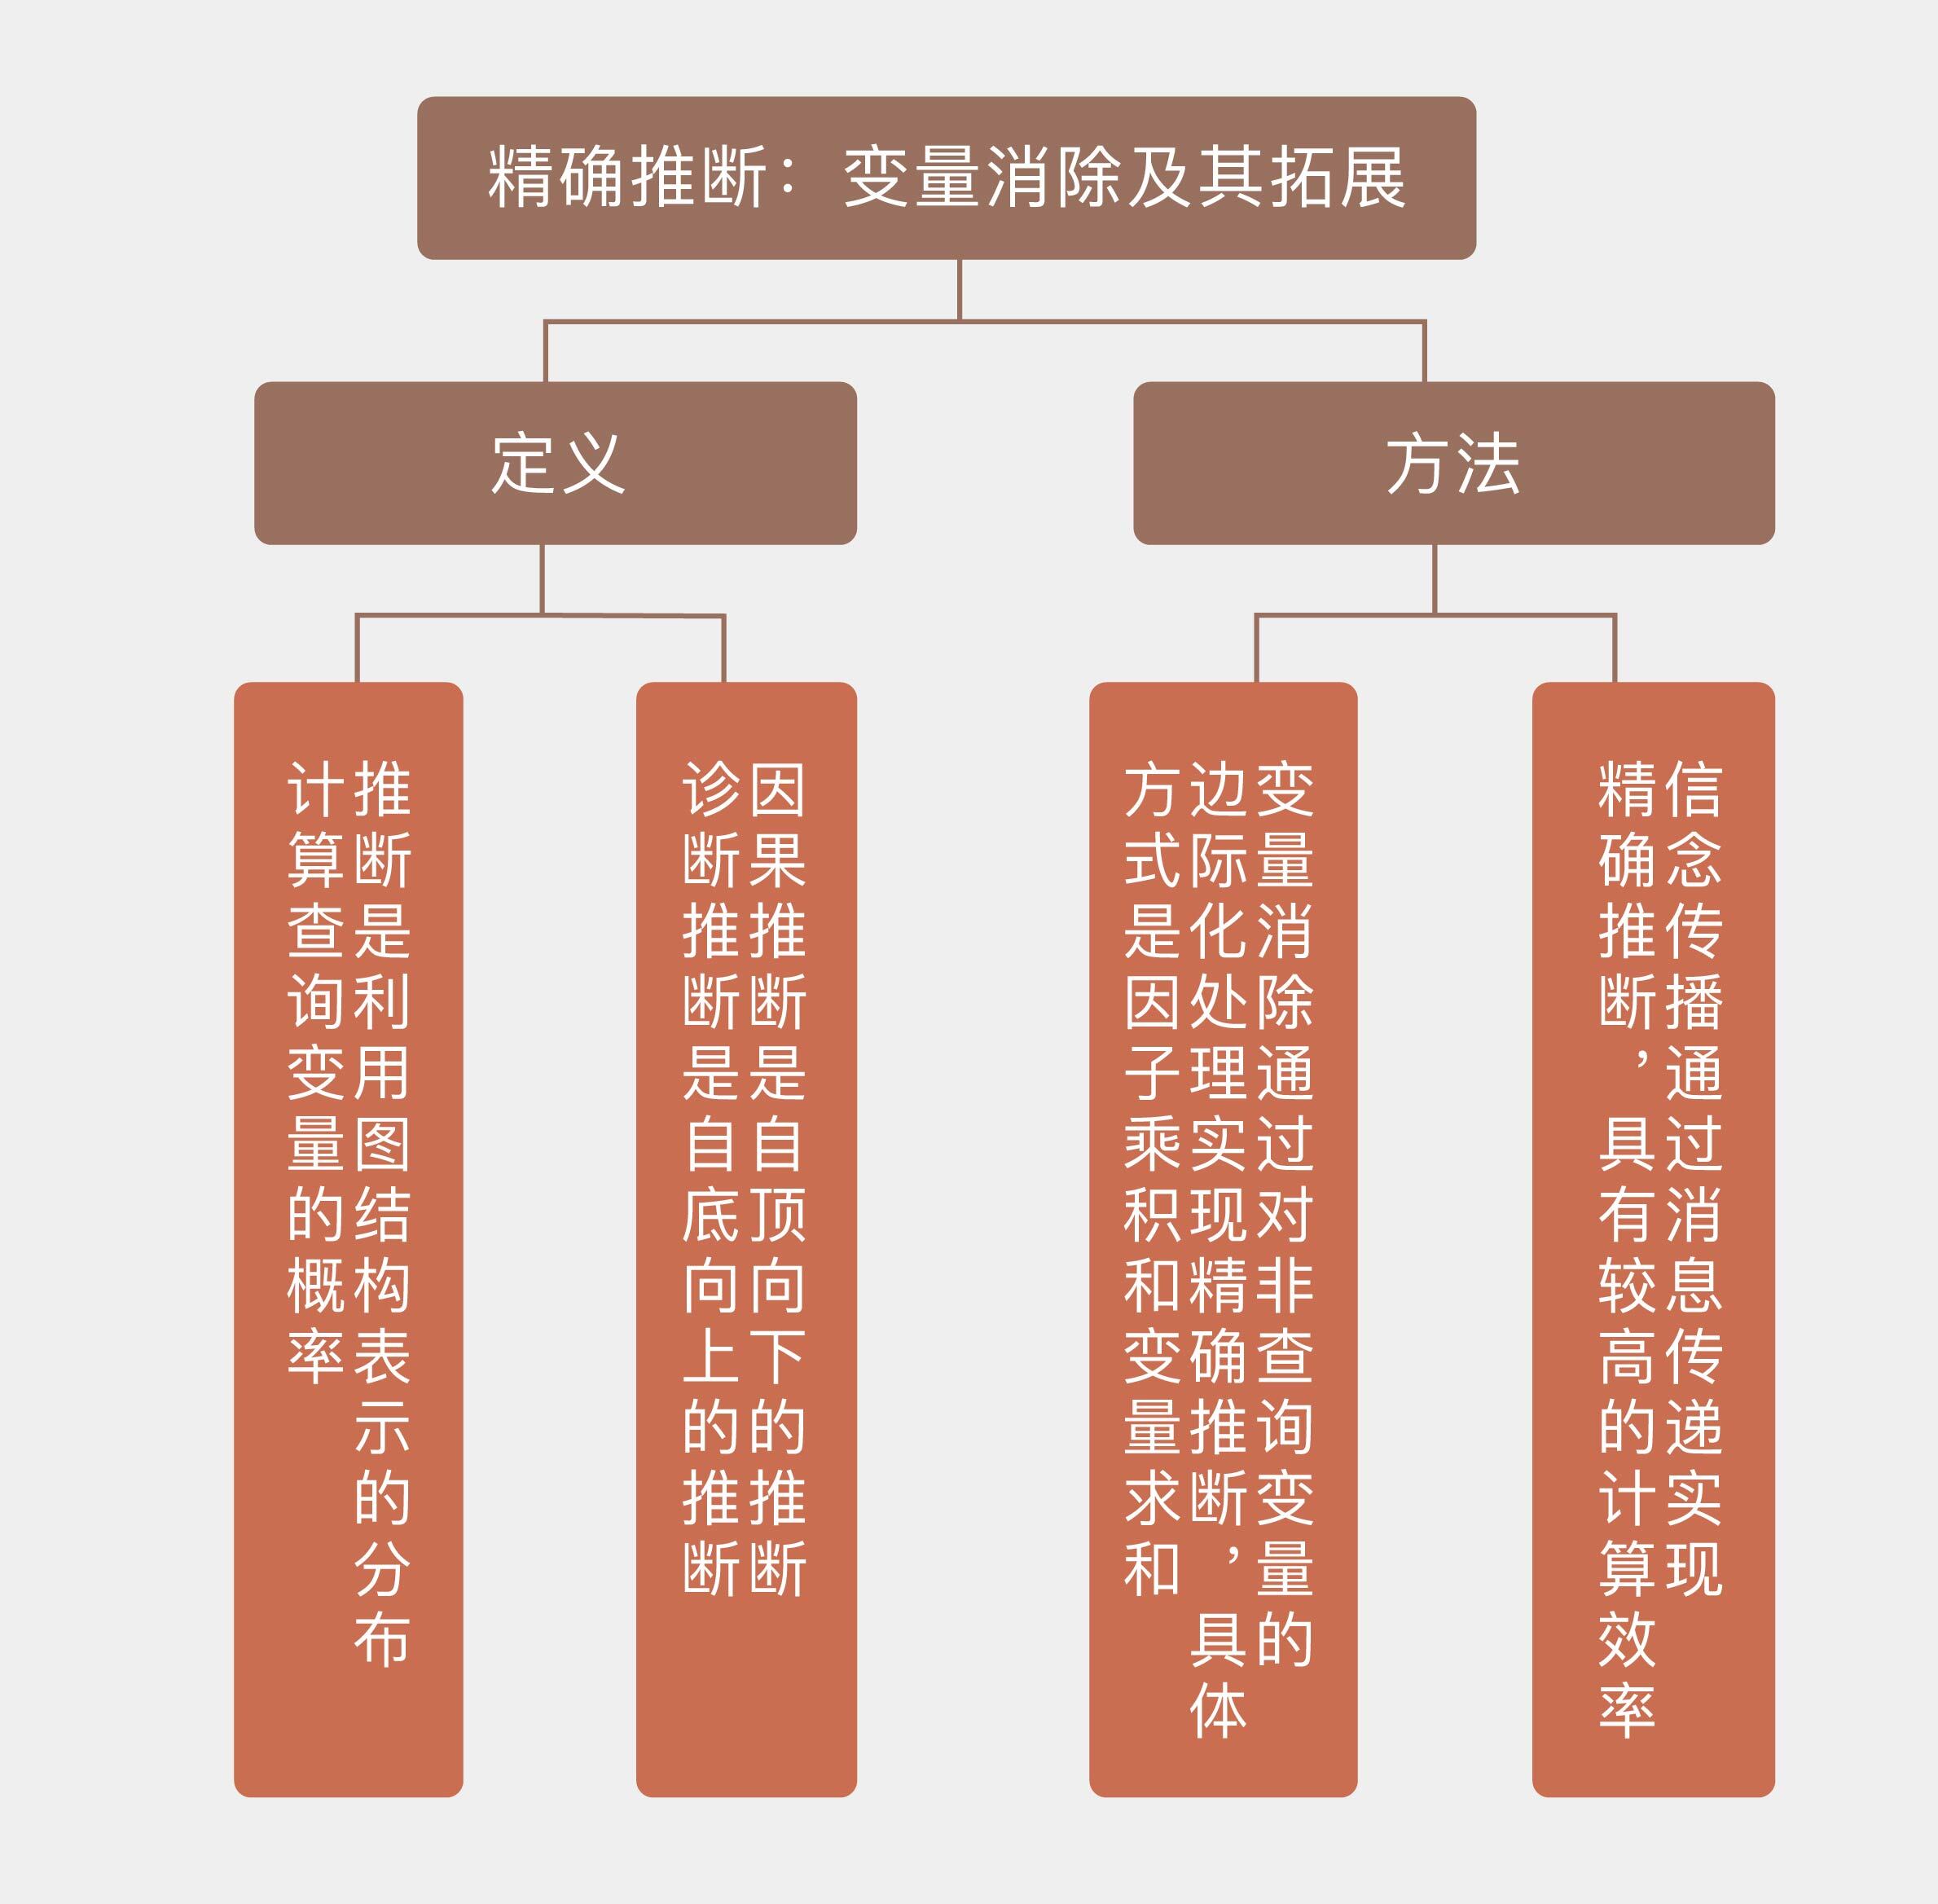 精确推断：变量消除及其拓展
定义
方法
推断是利用图结构表示的分布
计算查询变量的概率
因果推断是自顶向下的推断
诊断推断是自底向上的推断
变量消除通过对非查询变量的
边际化处理实现精确推断，具体
方式是因子乘积和变量求和
信念传播通过消息传递实现
精确推断，具有较高的计算效率